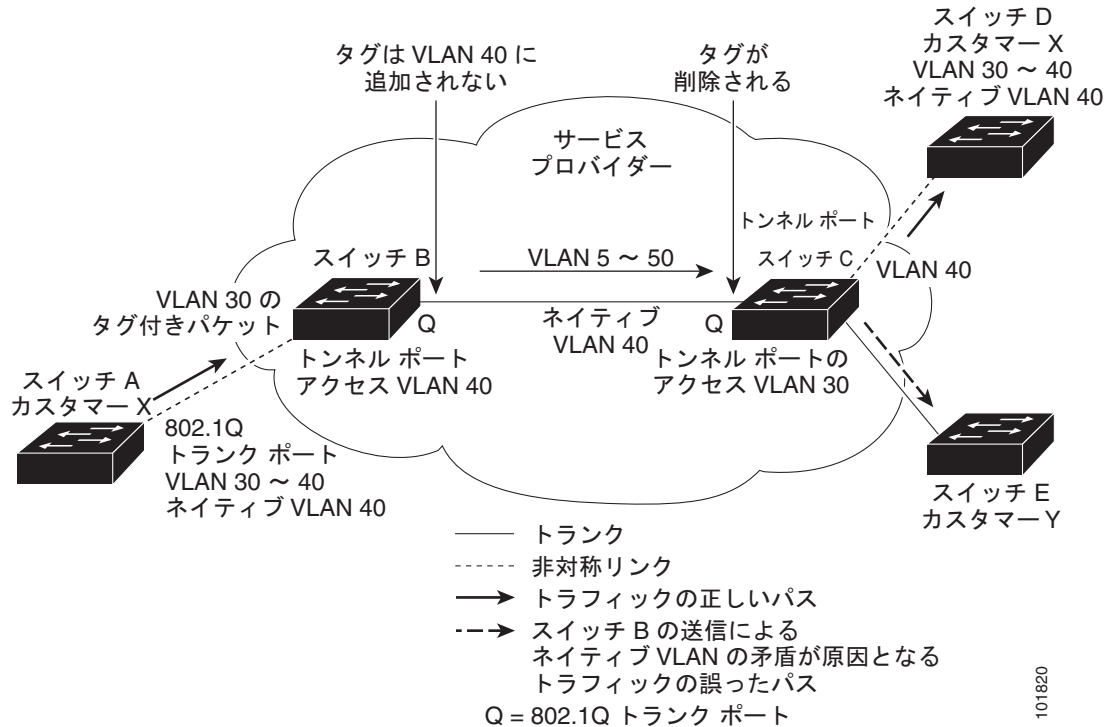 タグは VLAN 40 に
追加されない
タグが
削除される
スイッチ D
カスタマー X
VLAN 30 ～ 40
ネイティブ VLAN 40
サービス
プロバイダー
トンネル ポート
スイッチ B
VLAN 5 ～ 50
スイッチ C
VLAN 40
VLAN 30 の
タグ付きパケット
Q
ネイティブ
VLAN 40
Q
トンネル ポート
アクセス VLAN 40
トンネル ポートの
アクセス VLAN 30
スイッチ A
カスタマー X
802.1Q
トランク ポート
VLAN 30 ～ 40
ネイティブ VLAN 40
スイッチ E
カスタマー Y
トランク
非対称リンク
トラフィックの正しいパス
スイッチ B の送信による
ネイティブ VLAN の矛盾が原因となる
トラフィックの誤ったパス
Q = 802.1Q トランク ポート
101820